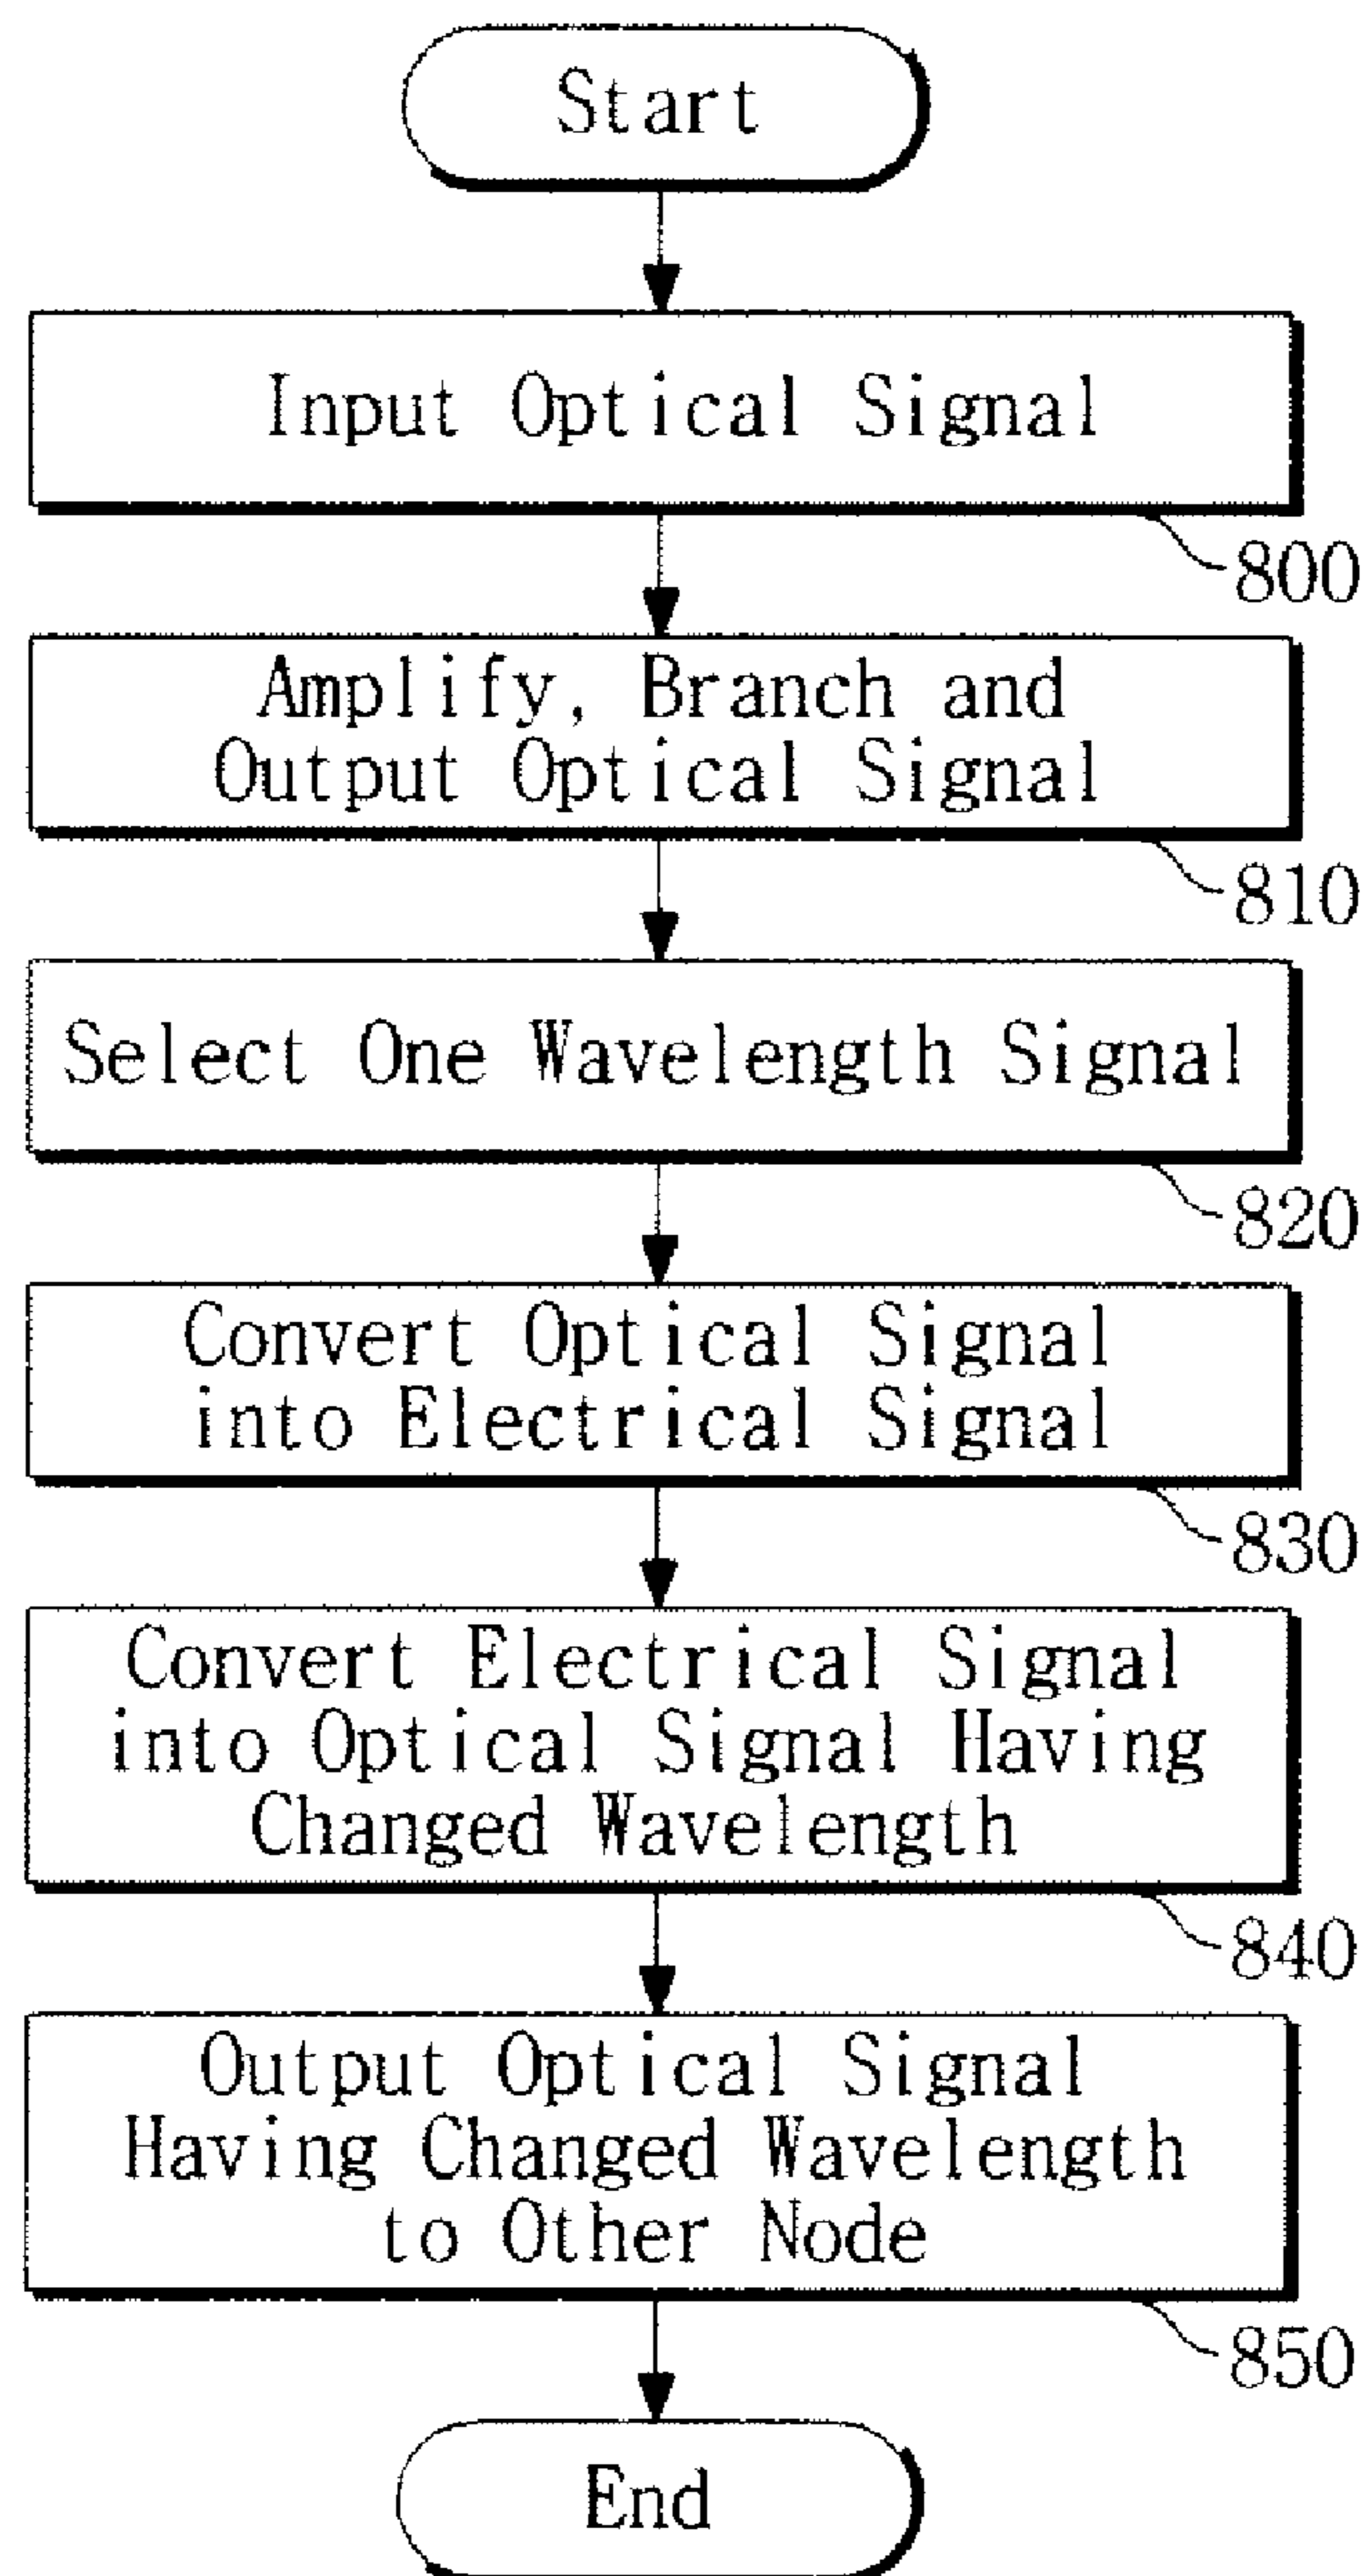 Start
Input Optical Signal
800
Amplify, Branch and
Output Optical Signal
810
Select One Wavelength Signal
820
Convert Optical Signal
into Electrical Signal
830
Convert Electrical Signal
into Optical Signal Having
Changed Wavelength
840
Output Optical Signal
Having Changed Wavelength
to Other Node
850
End